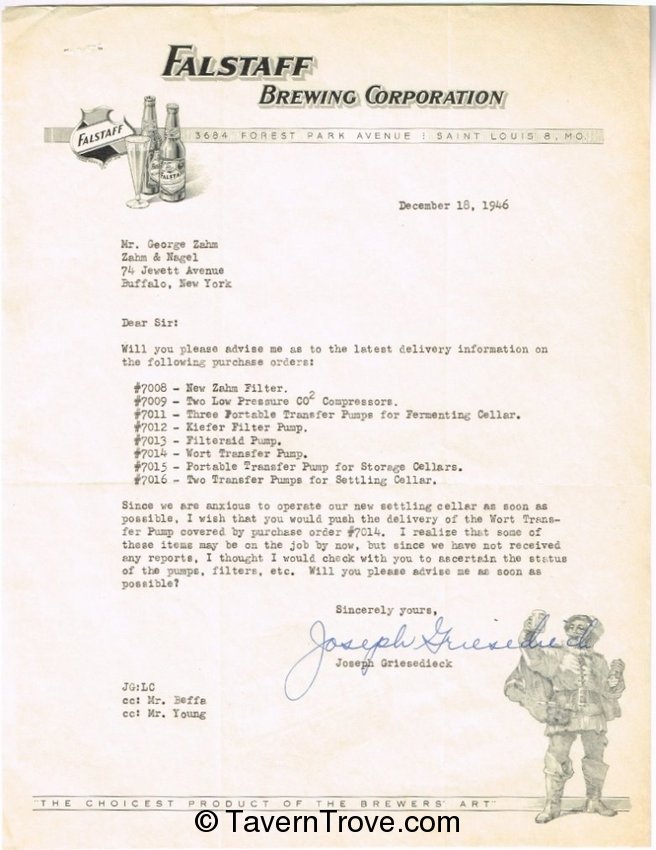 FALSTAFF
BREWING CORPORATION
FALSTAFF
FALSTAFF
3684 FOREST PARK AVENUE : SAINT LOUIS 8, MO.
December 18, 1946
Mr. George Zahm
Zahm & Nagel
74 Jewett Avenue
Buffalo, New York
Dear Sir:
Will you please advise me as to the latest delivery information on
the following purchase orders:
#7008 - New Zahm Filter.
#7009 - Two Low Pressure CO2 Compressors.
#7011 - Three Portable Transfer Pumps for Fermenting Cellar.
#7012 - Kiefer Filter Pump.
#7013 - Filteraid Pump.
#7014 - Wort Transfer Pump.
#7015 - Portable Transfer Pump for Storage Cellars.
#7016 - Two Transfer Pumps for Settling Cellar.
Since we are anxious to operate our new settling cellar as soon as
possible, I wish that you would push the delivery of the Wort Trans-
fer Pump covered by purchase order #7014. I realize that some of
these items may be on the job by now, but since we have not received
any reports, I thought I would check with you to ascertain the status
of the pumps, filters, etc. Will you please advise me as soon as
possible?
Sincerely yours,
Joseph Griesedieck
Joseph Griesedieck
JG:LC
cc: Mr. Beffa
cc: Mr. Young
"THE CHOICEST PRODUCT OF THE BREWERS' ART"
© TavernTrove.com